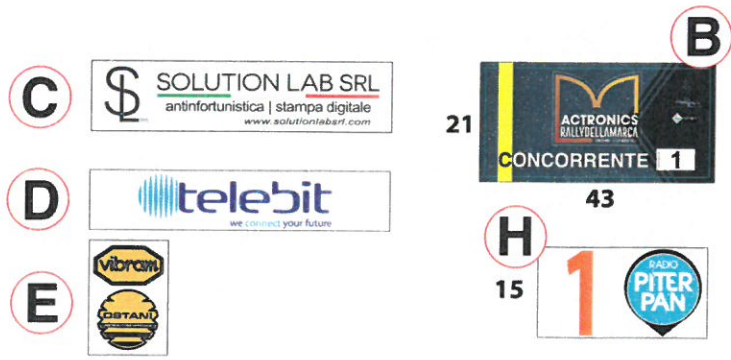 C
SOLUTION LAB SRL
antinfortunistica | stampa digitale
www.solutionlabsrl.com
D
telebit
we connect your future
E
vibram
OSTANI
B
21
ACTRONICS
RALLYDELLAMARCA
CONCORRENTE 1
43
H
15
1
RADIO
PITER
PAN